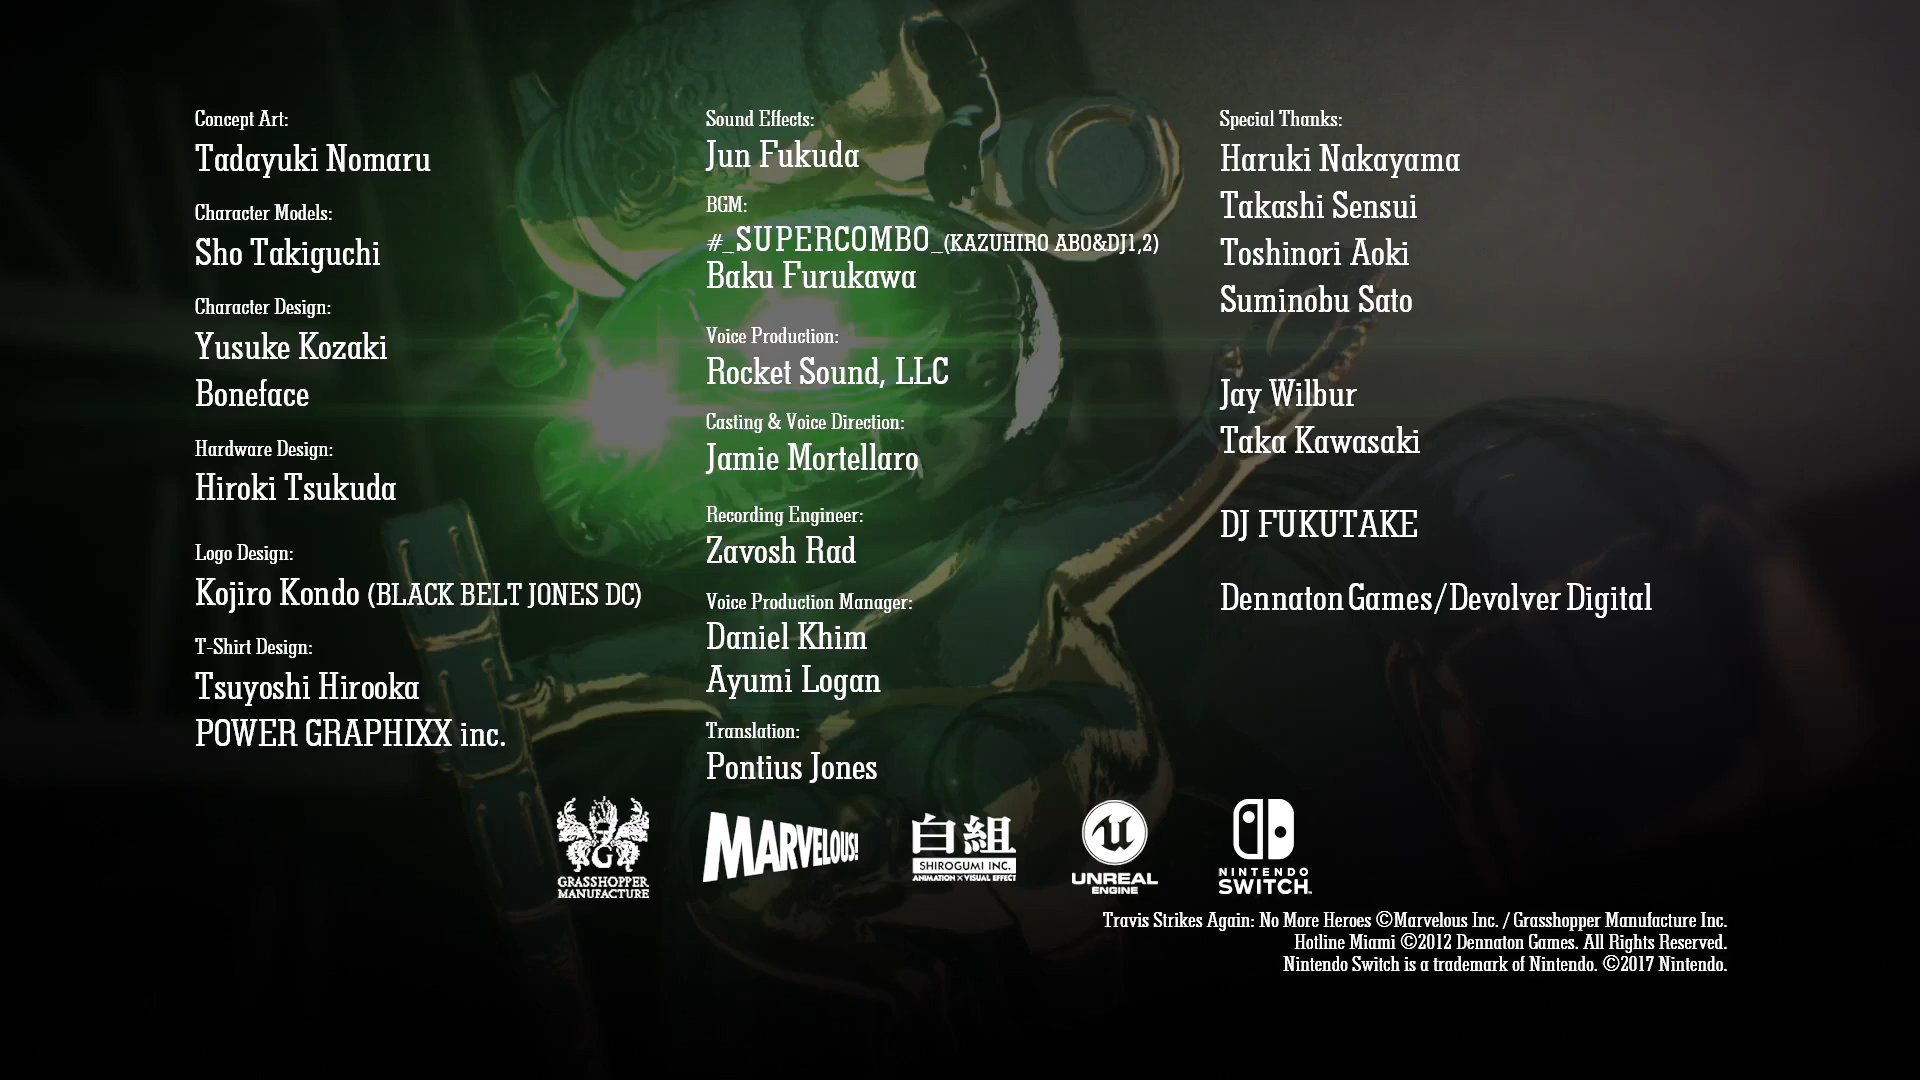 Concept Art:
Tadayuki Nomaru
Character Models:
Sho Takiguchi
Character Design:
Yusuke Kozaki
Boneface
Hardware Design:
Hiroki Tsukuda
Logo Design:
Kojiro Kondo (BLACK BELT JONES DC)
T-Shirt Design:
Tsuyoshi Hirooka
POWER GRAPHIXX inc.
Sound Effects:
Jun Fukuda
BGM:
#_SUPERCOMBO_(KAZUHIRO ABO&DJ1,2)
Baku Furukawa
Voice Production:
Rocket Sound, LLC
Casting & Voice Direction:
Jamie Mortellaro
Recording Engineer:
Zavosh Rad
Voice Production Manager:
Daniel Khim
Ayumi Logan
Translation:
Pontius Jones
Special Thanks:
Haruki Nakayama
Takashi Sensui
Toshinori Aoki
Suminobu Sato
Jay Wilbur
Taka Kawasaki
DJ FUKUTAKE
Dennaton Games/Devolver Digital
G
GRASSHOPPER
MANUFACTURE
MARVELOUS!
白組
SHIROGUMI INC.
ANIMATION×VISUAL EFFECT
UNREAL
ENGINE
NINTENDO
SWITCH™
Travis Strikes Again: No More Heroes ©Marvelous Inc. / Grasshopper Manufacture Inc.
Hotline Miami ©2012 Dennaton Games. All Rights Reserved.
Nintendo Switch is a trademark of Nintendo. ©2017 Nintendo.